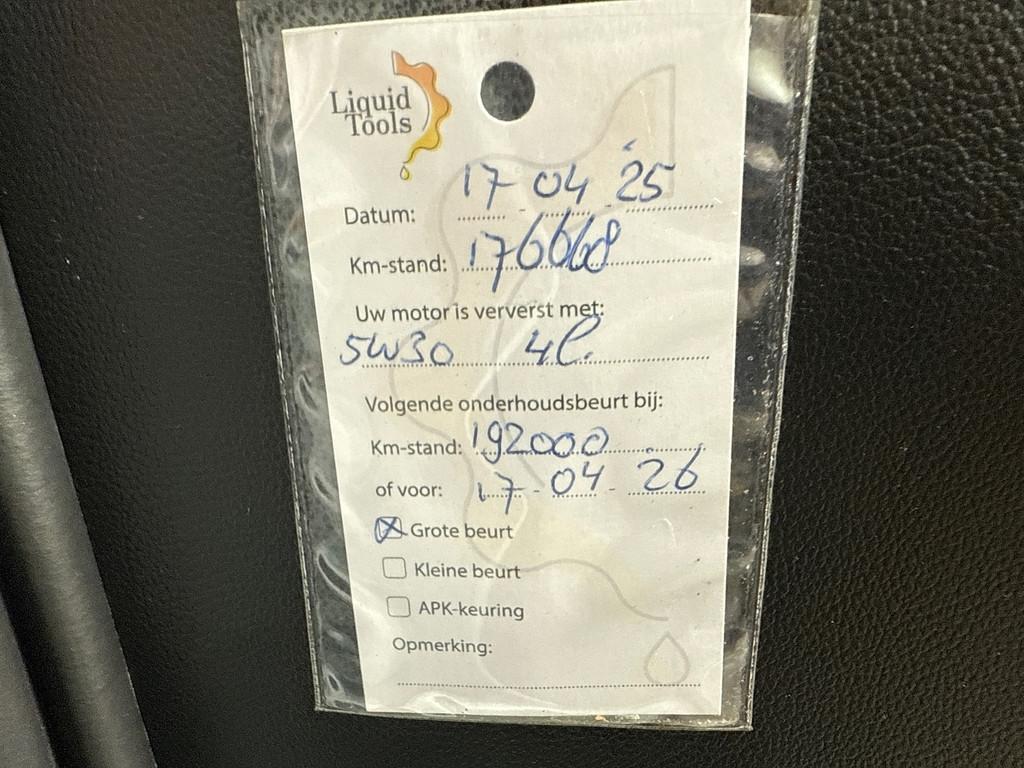 Liquid
Tools
Datum: 17 - 04 - '25
Km-stand: 176668
Uw motor is ververst met:
5W30 4l.
Volgende onderhoudsbeurt bij:
Km-stand: 192000
of voor: 17 - 04 - 26
Grote beurt
Kleine beurt
APK-keuring
Opmerking: